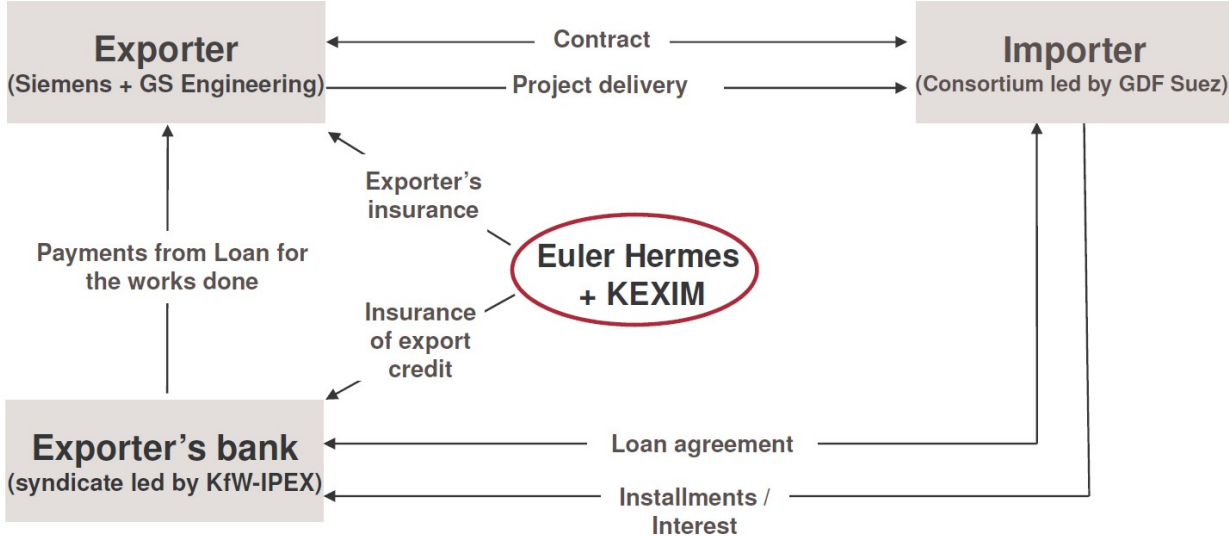 Exporter
(Siemens + GS Engineering)
Contract
Project delivery
Importer
(Consortium led by GDF Suez)
Exporter’s
insurance
Payments from Loan for
the works done
Euler Hermes
+ KEXIM
Insurance
of export
credit
Exporter’s bank
(syndicate led by KfW-IPEX)
Loan agreement
Installments /
Interest